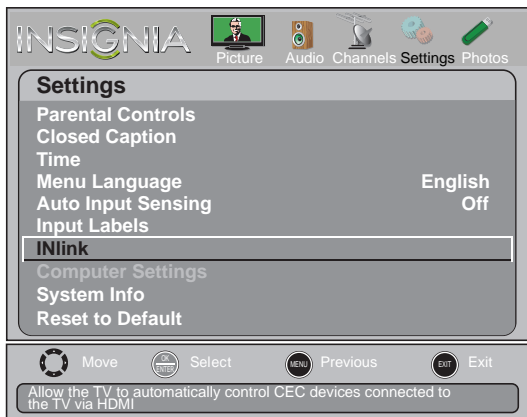 INSIGNIA
Picture Audio Channels Settings Photos
Settings
Parental Controls
Closed Caption
Time
Menu Language English
Auto Input Sensing Off
Input Labels
INlink
Computer Settings
System Info
Reset to Default
Move OK ENTER Select MENU Previous EXIT Exit
Allow the TV to automatically control CEC devices connected to
the TV via HDMI